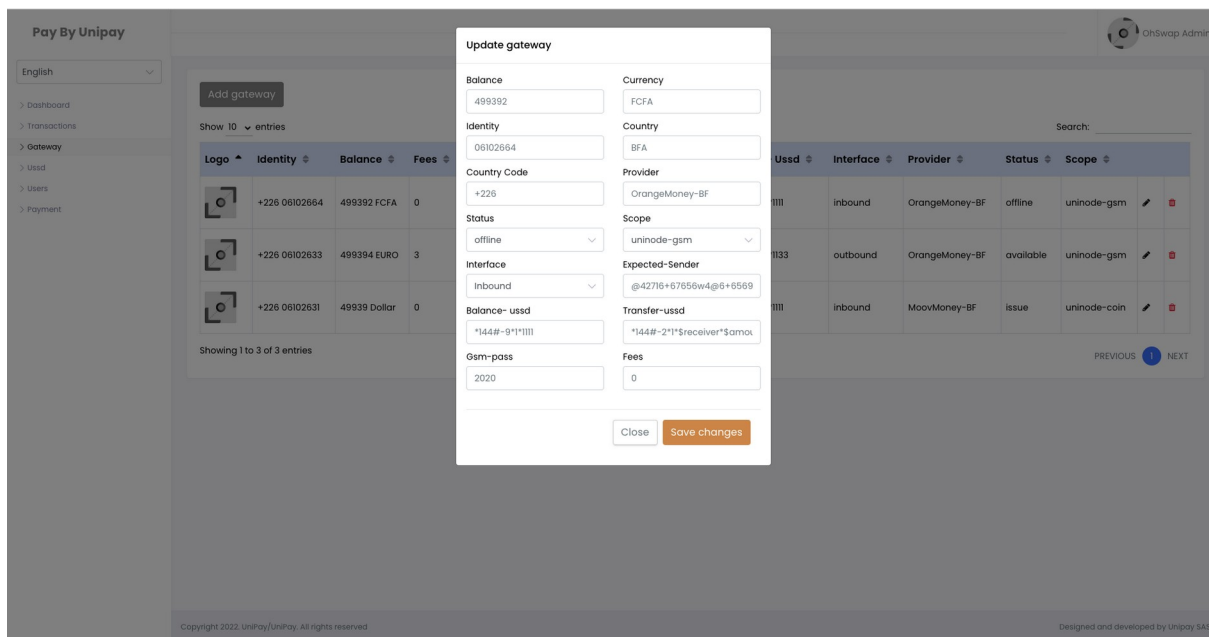 Pay By Unipay
OhSwap Admin
English
Dashboard
Transactions
Gateway
Ussd
Users
Payment
Add gateway
Show 10 entries
Search:
Logo Identity Balance Fees Ussd Interface Provider Status Scope
+226 06102664 499392 FCFA 0 *1111 inbound OrangeMoney-BF offline uninode-gsm
+226 06102633 499394 EURO 3 *1133 outbound OrangeMoney-BF available uninode-gsm
+226 06102631 49939 Dollar 0 *1111 inbound MoovMoney-BF issue uninode-coin
Showing 1 to 3 of 3 entries
PREVIOUS 1 NEXT
Update gateway
Balance Currency
499392 FCFA
Identity Country
06102664 BFA
Country Code Provider
+226 OrangeMoney-BF
Status Scope
offline uninode-gsm
Interface Expected-Sender
Inbound @42716+67656w4@6+6569
Balance- ussd Transfer-ussd
*144#-9*1*1111 *144#-2*1*$receiver*$amou
Gsm-pass Fees
2020 0
Close Save changes
Copyright 2022. UniPay/UniPay. All rights reserved
Designed and developed by Unipay SAS